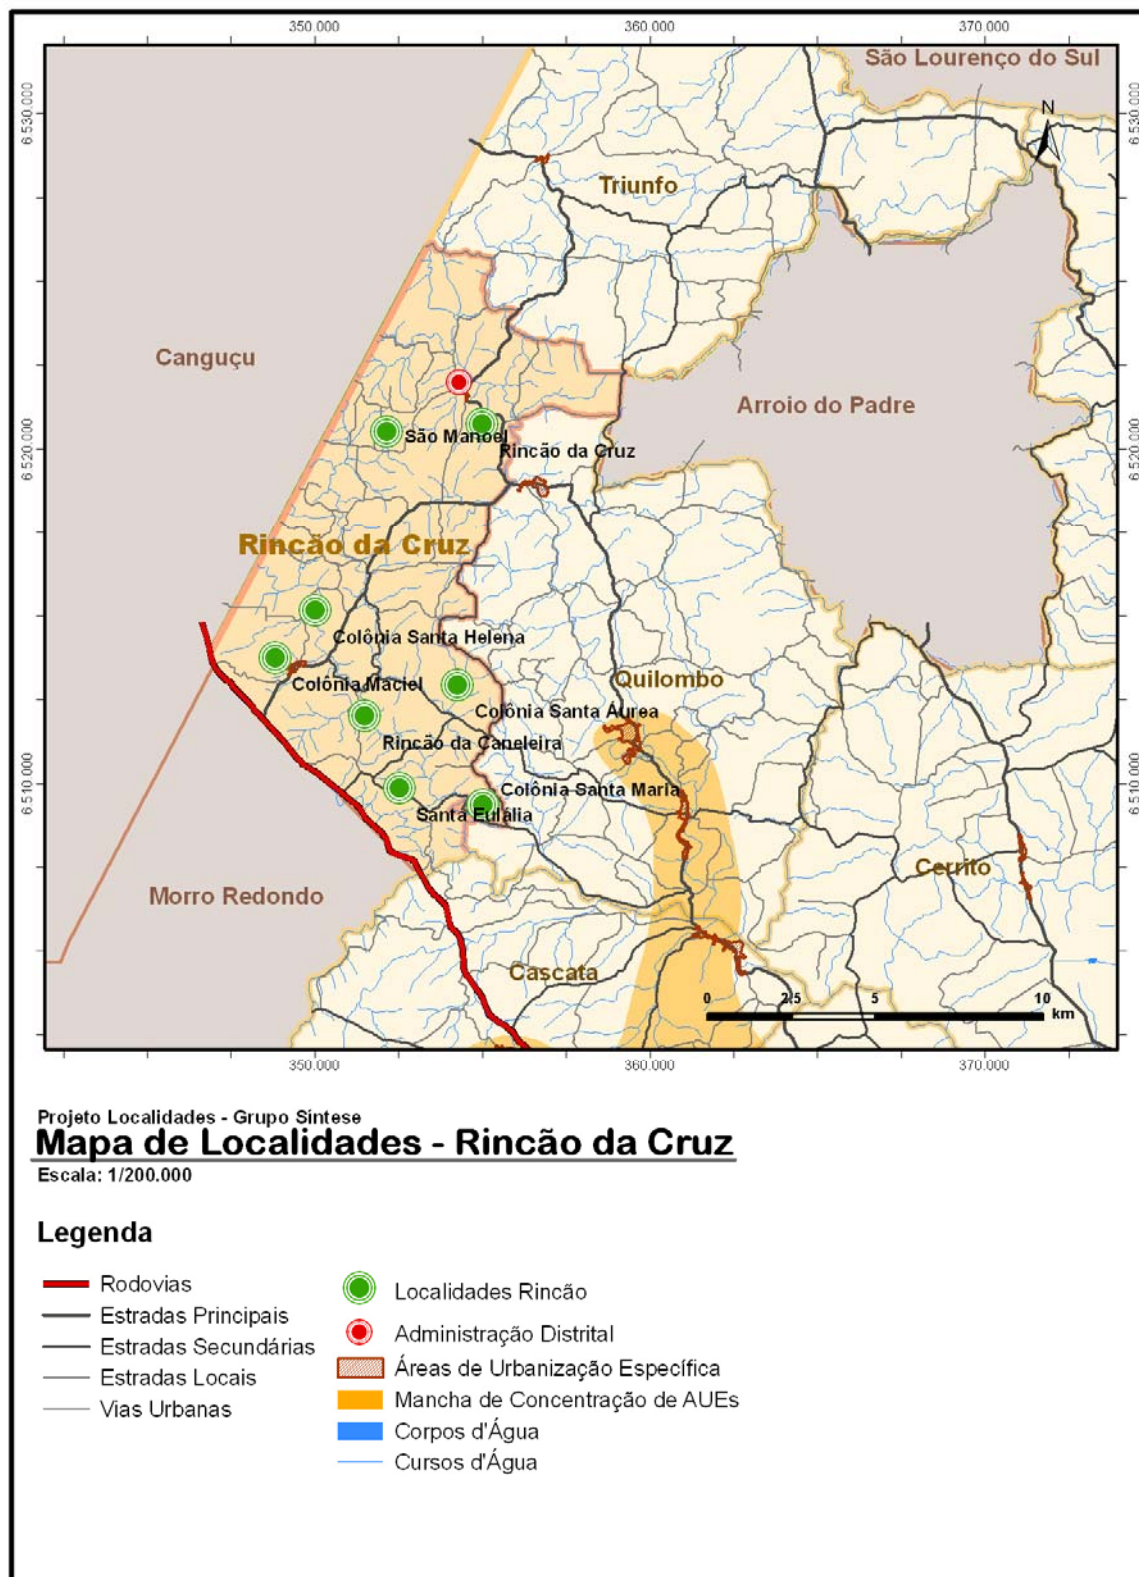 350.000 360.000 370.000
São Lourenço do Sul
6.530.000 6.530.000
N
Triunfo
Canguçu
Arroio do Padre
São Manoel
Rincão da Cruz
6.520.000 6.520.000
Rincão da Cruz
Colônia Santa Helena
Colônia Maciel
Quilombo
Colônia Santa Áurea
Rincão da Caneleira
Colônia Santa Maria
6.510.000 6.510.000
Santa Eulália
Cerrito
Morro Redondo
Cascata
0 2,5 5 10
km
350.000 360.000 370.000
Projeto Localidades - Grupo Síntese
Mapa de Localidades - Rincão da Cruz
Escala: 1/200.000
Legenda
Rodovias
Estradas Principais
Estradas Secundárias
Estradas Locais
Vias Urbanas
Localidades Rincão
Administração Distrital
Áreas de Urbanização Específica
Mancha de Concentração de AUEs
Corpos d'Água
Cursos d'Água